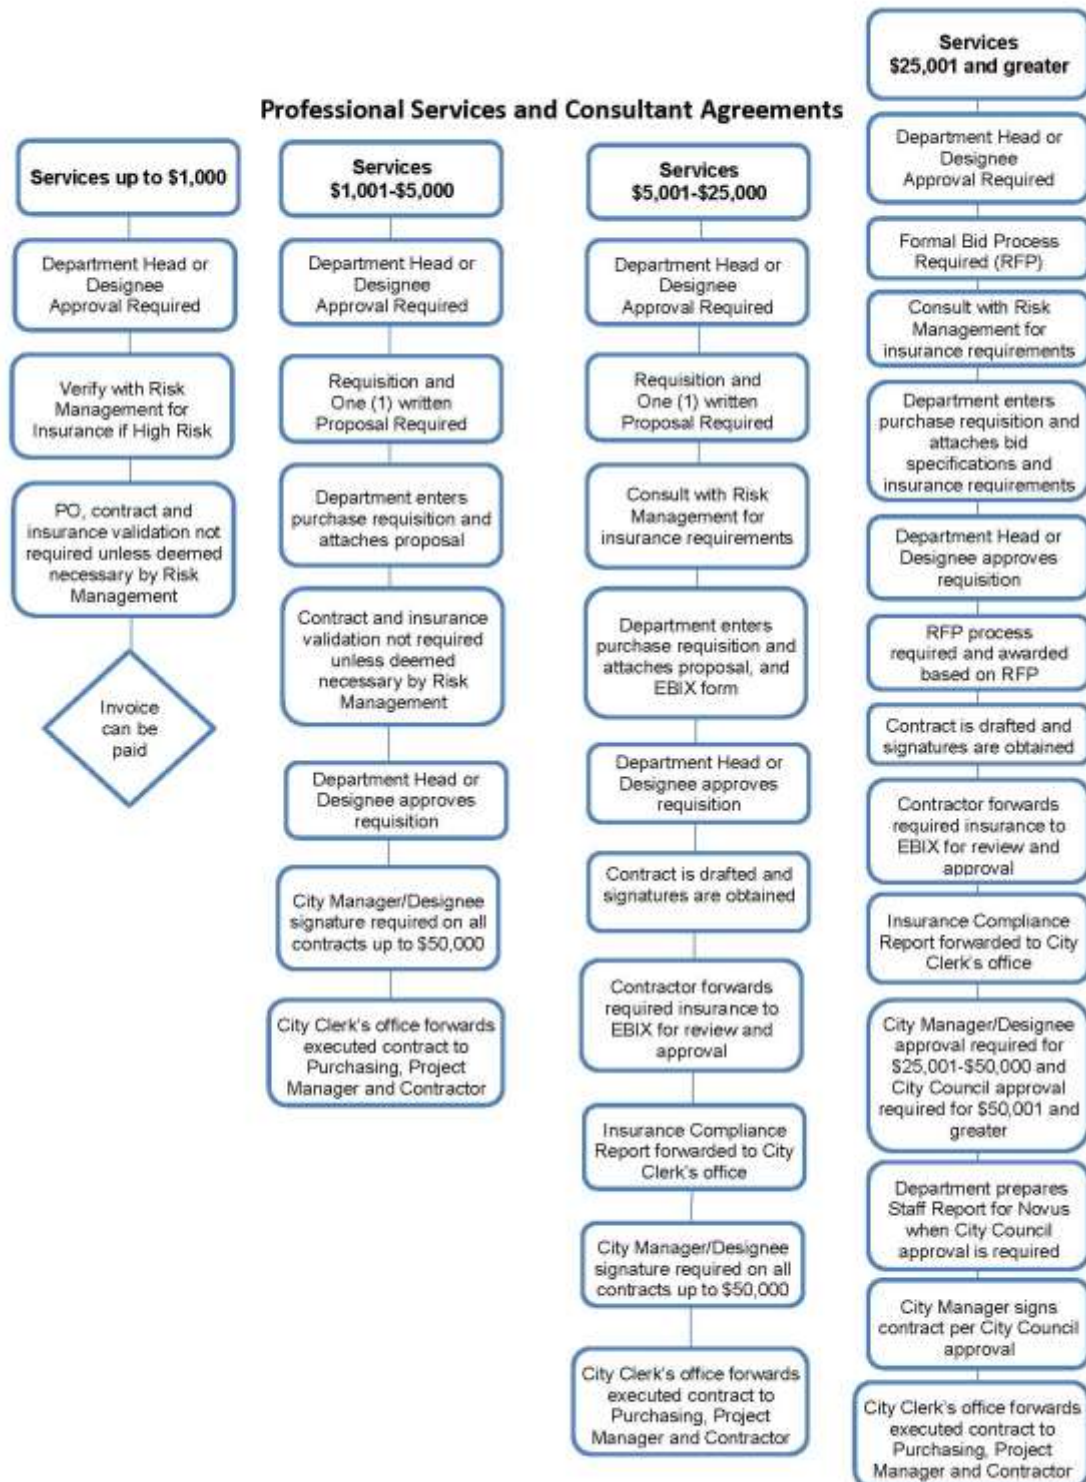 Professional Services and Consultant Agreements
Services up to $1,000
Department Head or
Designee
Approval Required
Verify with Risk
Management for
Insurance if High Risk
PO, contract and
insurance validation not
required unless deemed
necessary by Risk
Management
Invoice
can be
paid
Services
$1,001-$5,000
Department Head or
Designee
Approval Required
Requisition and
One (1) written
Proposal Required
Department enters
purchase requisition and
attaches proposal
Contract and insurance
validation not required
unless deemed
necessary by Risk
Management
Department Head or
Designee approves
requisition
City Manager/Designee
signature required on all
contracts up to $50,000
City Clerk's office forwards
executed contract to
Purchasing, Project
Manager and Contractor
Services
$5,001-$25,000
Department Head or
Designee
Approval Required
Requisition and
One (1) written
Proposal Required
Consult with Risk
Management for
insurance requirements
Department enters
purchase requisition and
attaches proposal, and
EBIX form
Department Head or
Designee approves
requisition
Contract is drafted and
signatures are obtained
Contractor forwards
required insurance to
EBIX for review and
approval
Insurance Compliance
Report forwarded to City
Clerk's office
City Manager/Designee
signature required on all
contracts up to $50,000
City Clerk's office forwards
executed contract to
Purchasing, Project
Manager and Contractor
Services
$25,001 and greater
Department Head or
Designee
Approval Required
Formal Bid Process
Required (RFP)
Consult with Risk
Management for
insurance requirements
Department enters
purchase requisition and
attaches bid
specifications and
insurance requirements
Department Head or
Designee approves
requisition
RFP process
required and awarded
based on RFP
Contract is drafted and
signatures are obtained
Contractor forwards
required insurance to
EBIX for review and
approval
Insurance Compliance
Report forwarded to City
Clerk's office
City Manager/Designee
approval required for
$25,001-$50,000 and
City Council approval
required for $50,001 and
greater
Department prepares
Staff Report for Novus
when City Council
approval is required
City Manager signs
contract per City Council
approval
City Clerk's office forwards
executed contract to
Purchasing, Project
Manager and Contractor